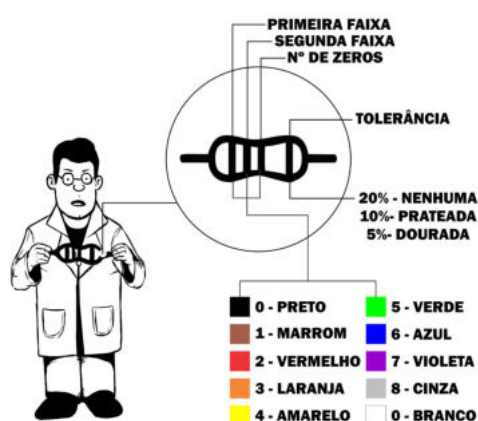 PRIMEIRA FAIXA
SEGUNDA FAIXA
Nº DE ZEROS
TOLERÂNCIA
20% - NENHUMA
10%- PRATEADA
5%- DOURADA
0 - PRETO
1 - MARROM
2 - VERMELHO
3 - LARANJA
4 - AMARELO
5 - VERDE
6 - AZUL
7 - VIOLETA
8 - CINZA
0 - BRANCO